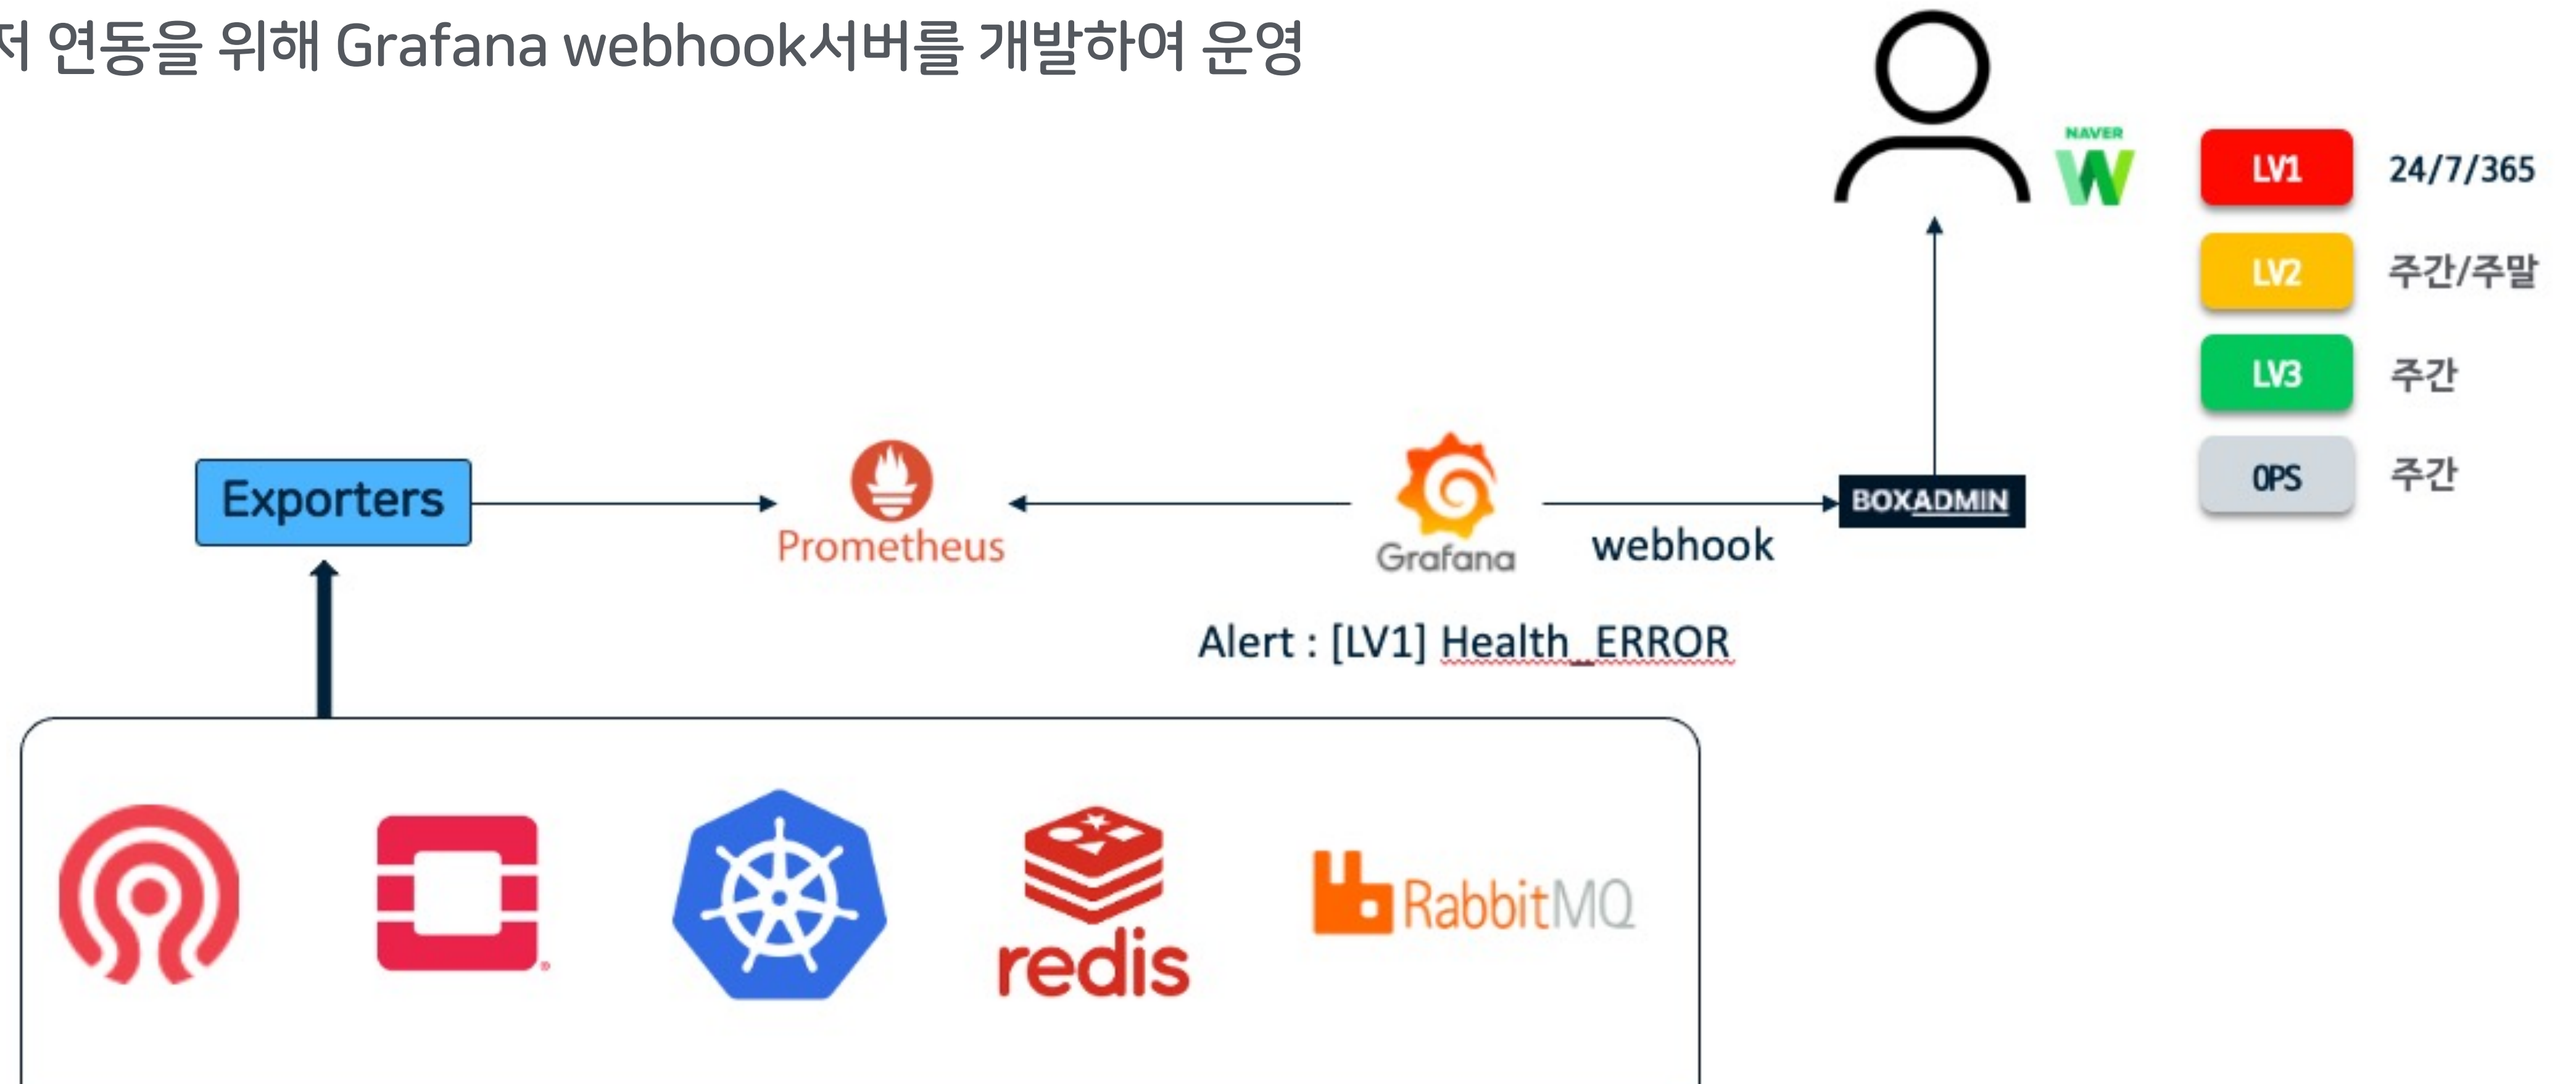 저 연동을 위해 Grafana webhook서버를 개발하여 운영
NAVER
W
LV1 24/7/365
LV2 주간/주말
LV3 주간
OPS 주간
Exporters
Prometheus
Grafana
webhook
BOXADMIN
Alert : [LV1] Health_ERROR
redis
RabbitMQ